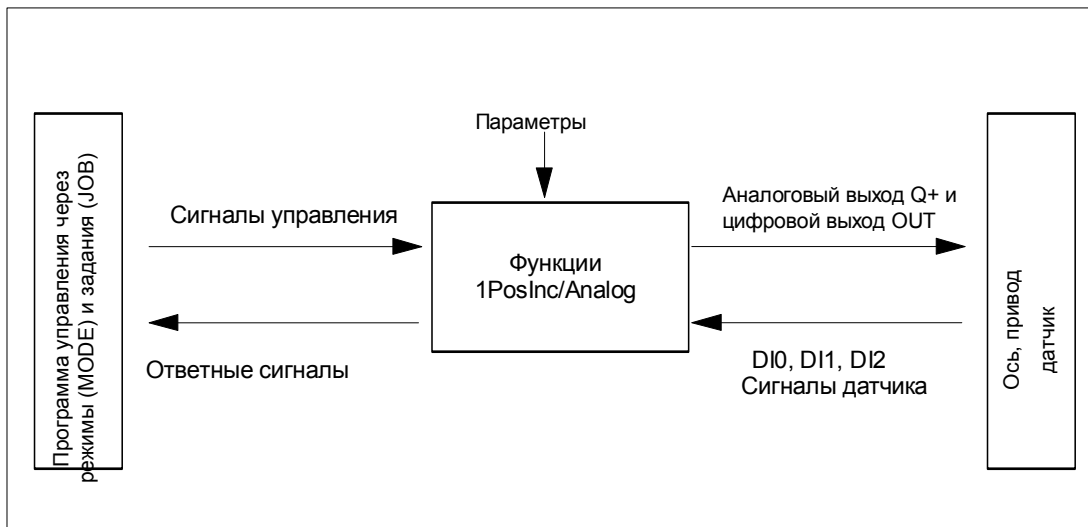 Параметры
Программа управления через
режимы (MODE) и задания (JOB)
Сигналы управления
Ответные сигналы
Функции
1PosInc/Analog
Аналоговый выход Q+ и
цифровой выход OUT
DI0, DI1, DI2
Сигналы датчика
Ось, привод
датчик